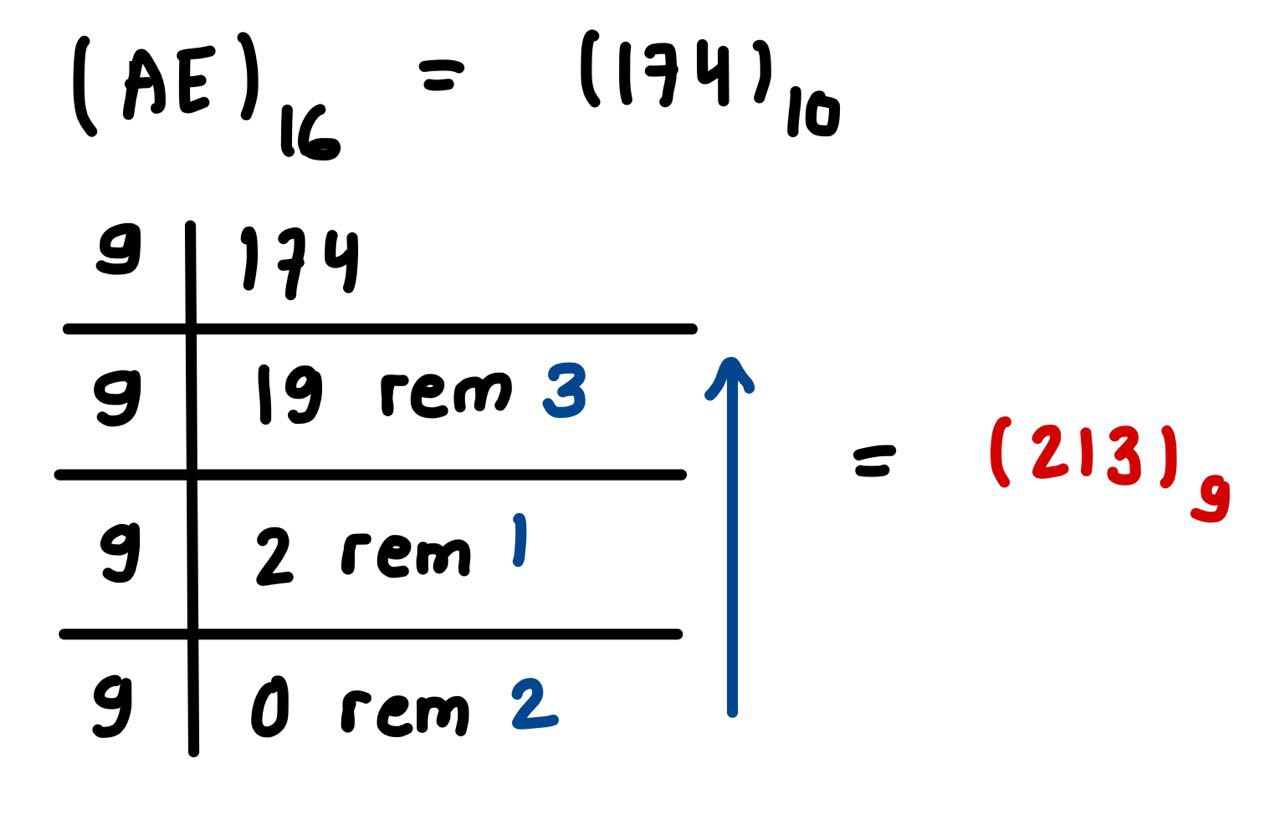 (AE)₁₆ = (174)₁₀
9 174
9 19 rem 3
= (213)₉
9 2 rem 1
9 0 rem 2